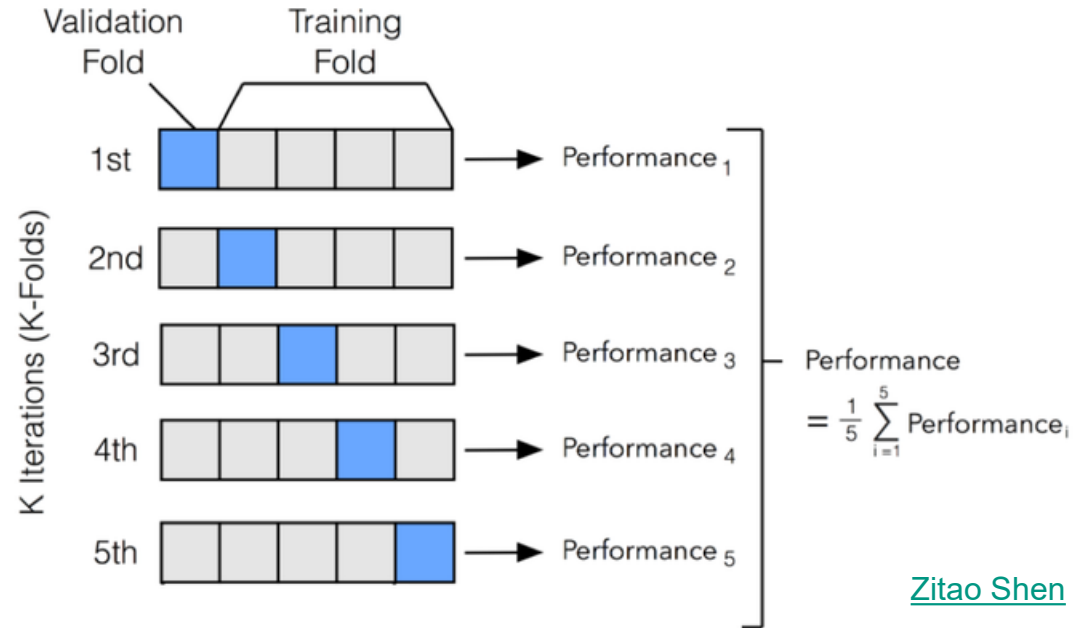 Validation
Fold
Training
Fold
K Iterations (K-Folds)
1st
Performance 1
2nd
Performance 2
3rd
Performance 3
4th
Performance 4
5th
Performance 5
Performance
= 1/5 5 ∑ i=1 Performance i
Zitao Shen